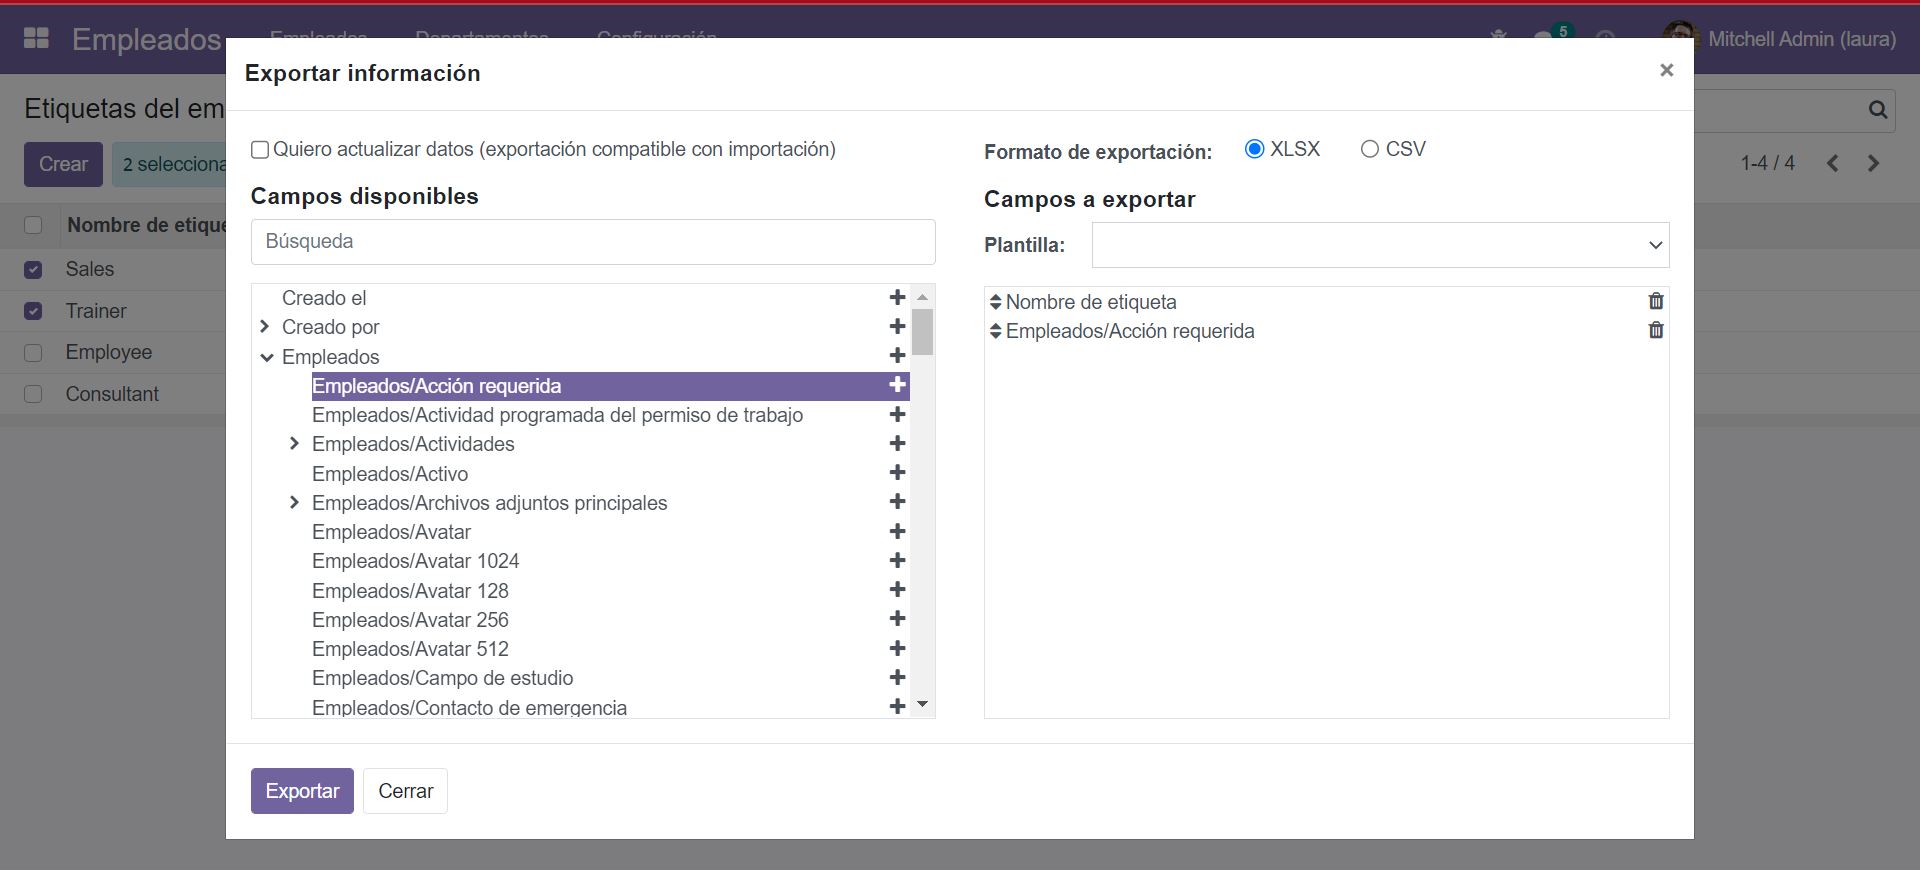 Empleados
Empleados Departamentos Configuración
5
Mitchell Admin (laura)
Exportar información
×
Etiquetas del em
Crear
2 selecciona
1-4 / 4
Nombre de etique
Sales
Trainer
Employee
Consultant
Quiero actualizar datos (exportación compatible con importación)
Campos disponibles
Búsqueda
Creado el
Creado por
Empleados
Empleados/Acción requerida
Empleados/Actividad programada del permiso de trabajo
Empleados/Actividades
Empleados/Activo
Empleados/Archivos adjuntos principales
Empleados/Avatar
Empleados/Avatar 1024
Empleados/Avatar 128
Empleados/Avatar 256
Empleados/Avatar 512
Empleados/Campo de estudio
Empleados/Contacto de emergencia
Formato de exportación: XLSX CSV
Campos a exportar
Plantilla:
Nombre de etiqueta
Empleados/Acción requerida
Exportar
Cerrar